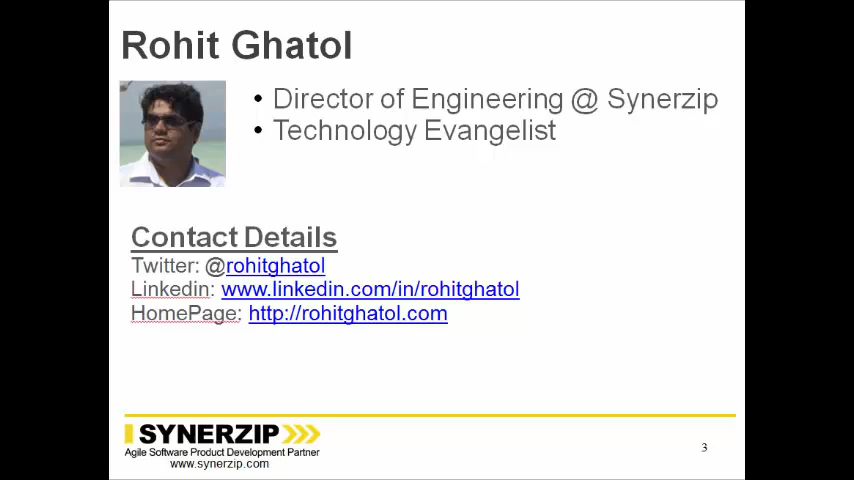 Rohit Ghatol
• Director of Engineering @ Synerzip
• Technology Evangelist
Contact Details
Twitter: @rohitghatol
Linkedin: www.linkedin.com/in/rohitghatol
HomePage: http://rohitghatol.com
SYNERZIP
Agile Software Product Development Partner
www.synerzip.com
3